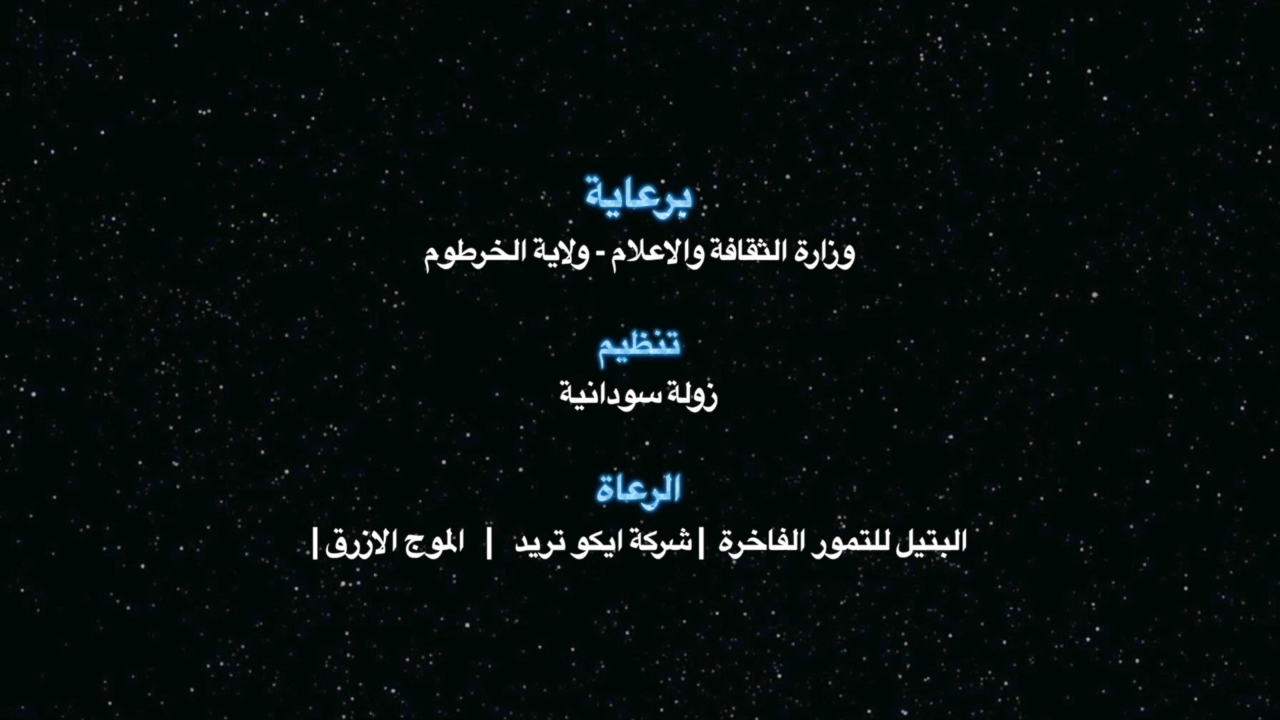 برعاية
وزارة الثقافة والاعلام - ولاية الخرطوم
تنظيم
زولة سودانية
الرعاة
البتيل للتمور الفاخرة | شركة ايكو تريد | الموج الازرق |